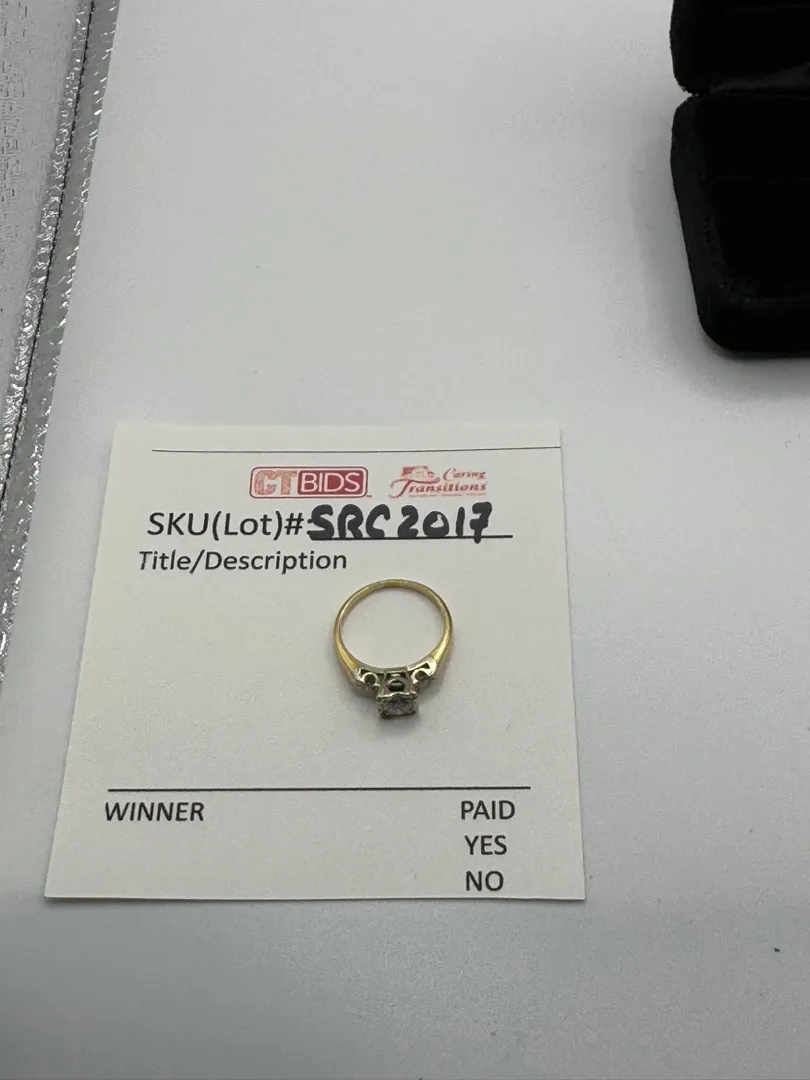 CTBIDS
Caring
Transitions
SKU(Lot)# SRC2017
Title/Description
WINNER
PAID
YES
NO